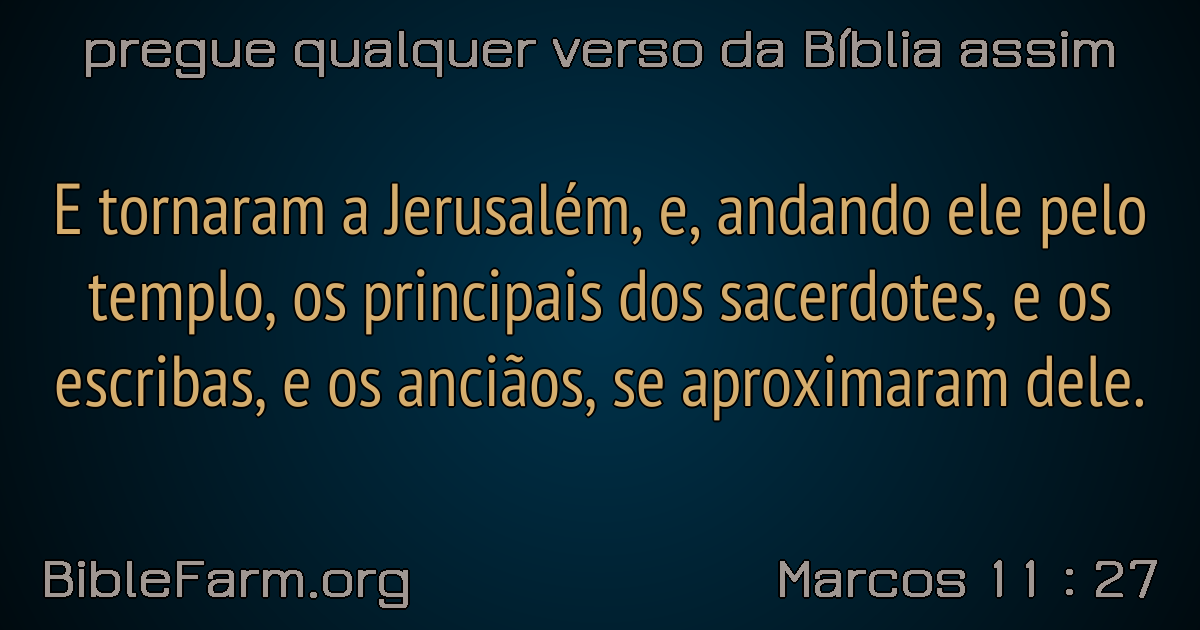 pregue qualquer verso da Bíblia assim
E tornaram a Jerusalém, e, andando ele pelo
templo, os principais dos sacerdotes, e os
escribas, e os anciãos, se aproximaram dele.
BibleFarm.org
Marcos 11 : 27